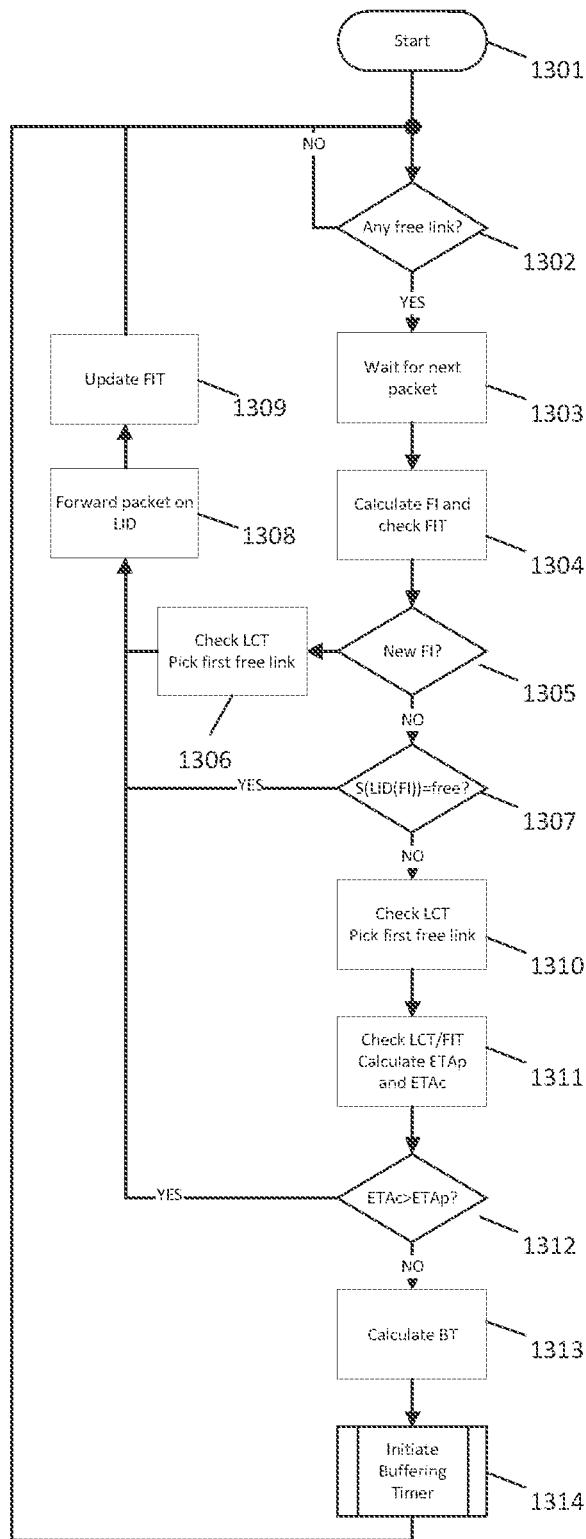 Start
1301
NO
Any free link?
1302
YES
Wait for next
packet
1303
Update FIT
1309
Calculate FI and
check FIT
1304
Forward packet on
LID
1308
New FI?
1305
Check LCT
Pick first free link
1306
NO
S(LID(FI))=free?
1307
YES
NO
Check LCT
Pick first free link
1310
Check LCT/FIT
Calculate ETAp
and ETAc
1311
ETAc>ETAp?
1312
YES
NO
Calculate BT
1313
Initiate
Buffering
Timer
1314